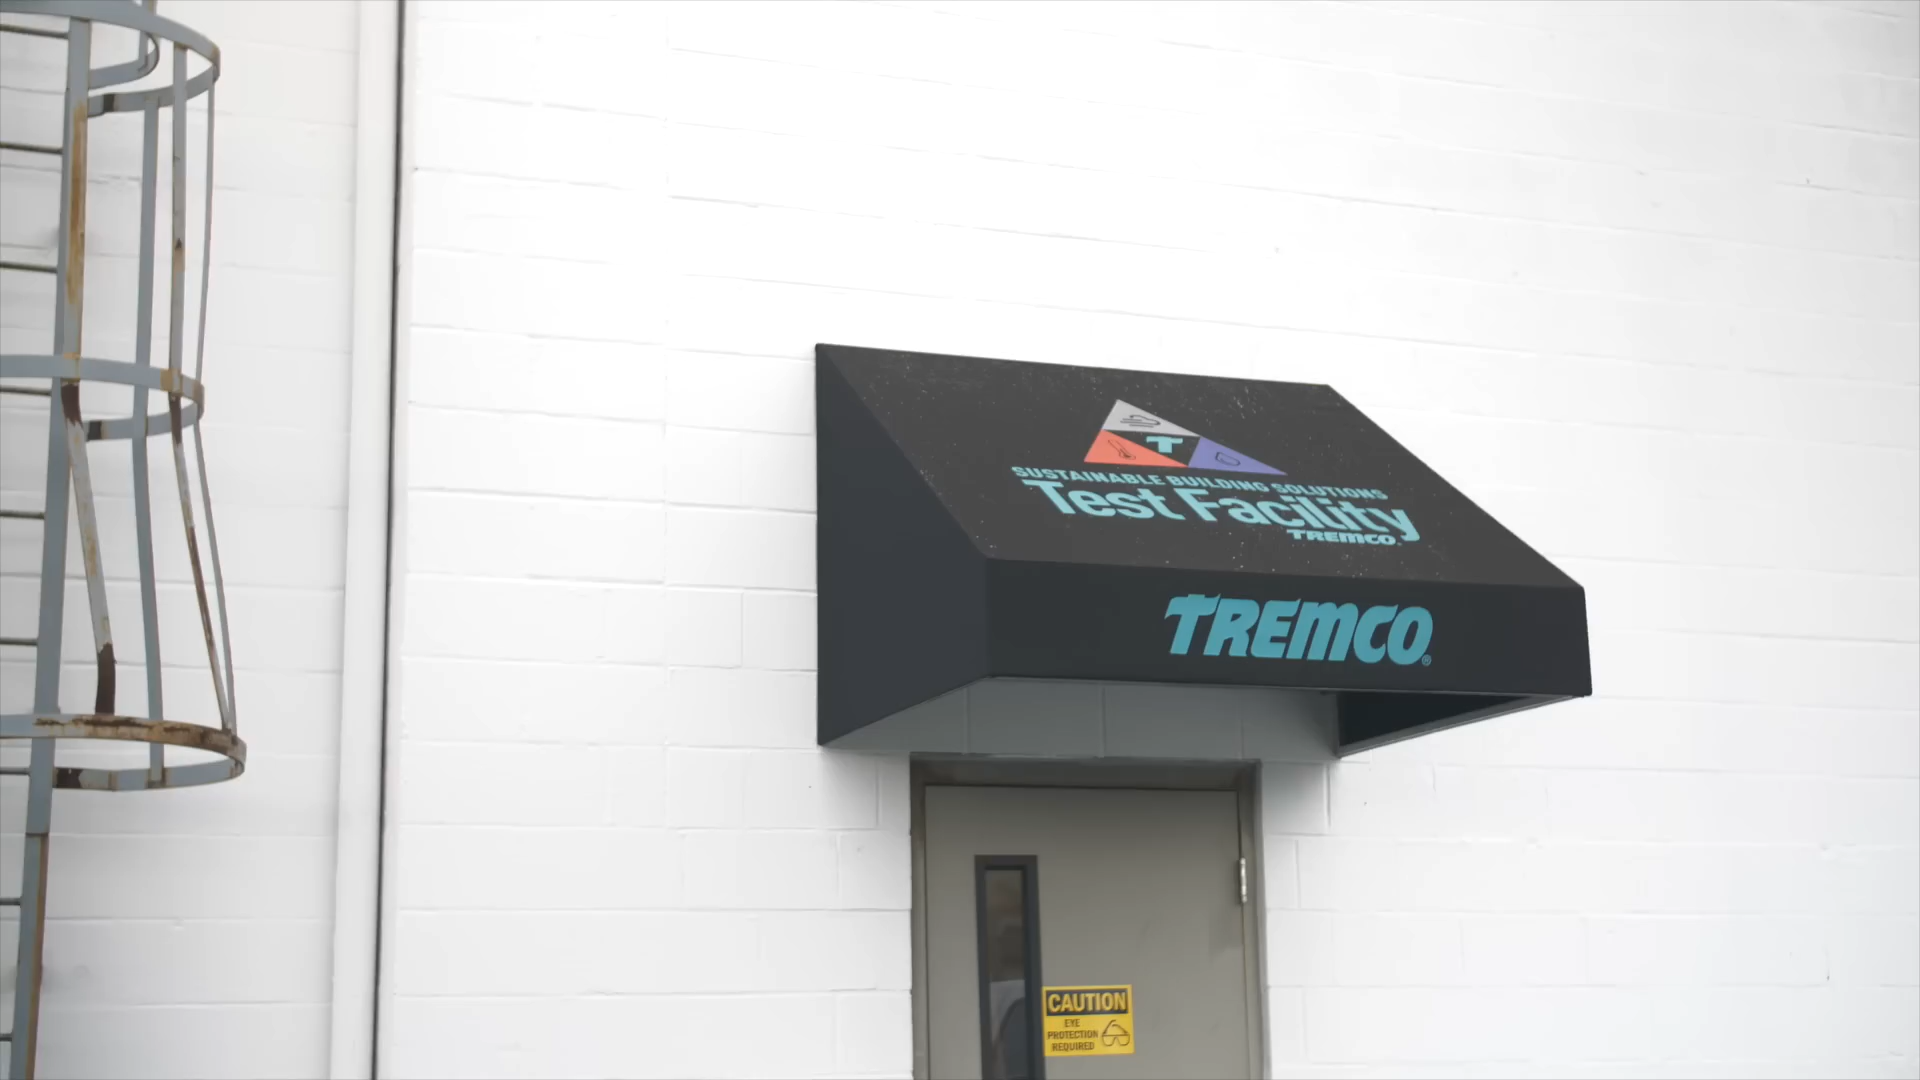 T
SUSTAINABLE BUILDING SOLUTIONS
Test Facility
TREMCO
TREMCO®
CAUTION
EYE
PROTECTION
REQUIRED